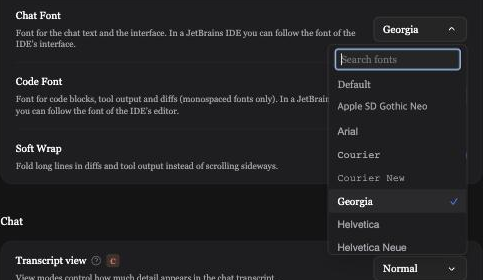 Chat Font
Font for the chat text and the interface. In a JetBrains IDE you can follow the font of the
IDE's interface.
Georgia
Search fonts
Default
Apple SD Gothic Neo
Arial
Courier
Courier New
Georgia
Helvetica
Helvetica Neue
Code Font
Font for code blocks, tool output and diffs (monospaced fonts only). In a JetBrains
you can follow the font of the IDE's editor.
Soft Wrap
Fold long lines in diffs and tool output instead of scrolling sideways.
Chat
Transcript view ? C
View modes control how much detail appears in the chat transcript
Normal